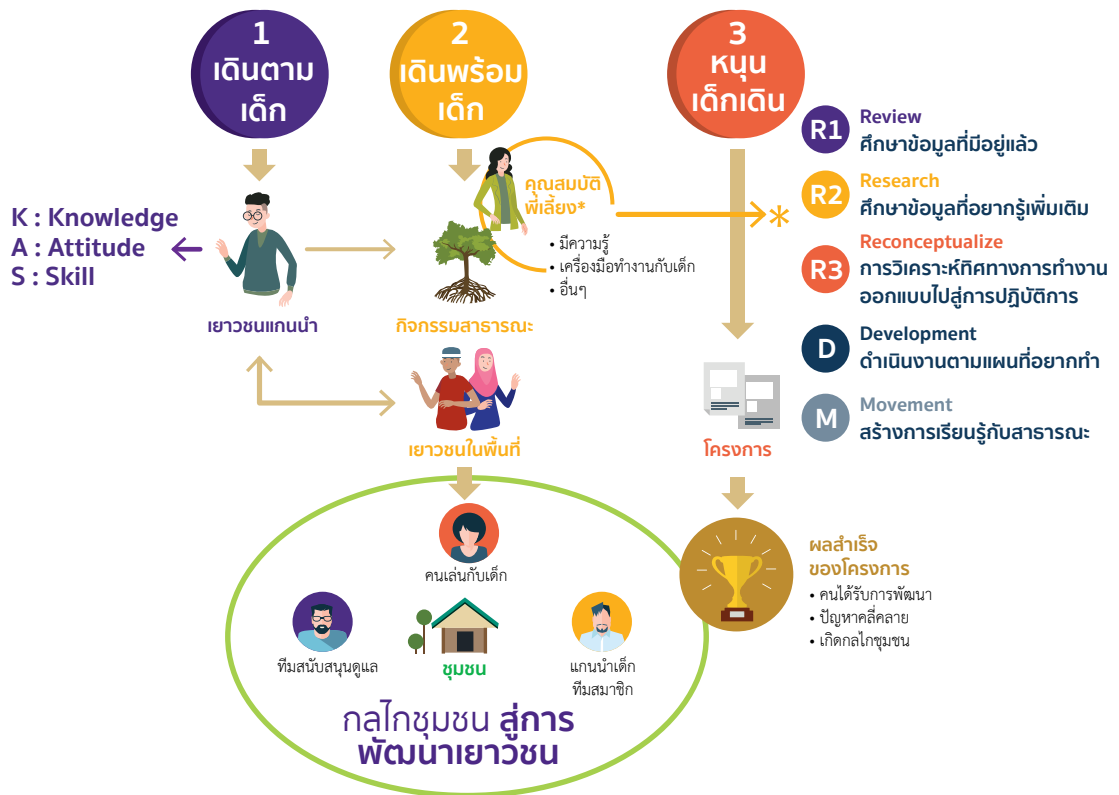 1
เดินตาม
เด็ก
2
เดินพร้อม
เด็ก
3
หนุน
เด็กเดิน
R1
Review
ศึกษาข้อมูลที่มีอยู่แล้ว
R2
Research
ศึกษาข้อมูลที่อยากรู้เพิ่มเติม
R3
Reconceptualize
การวิเคราะห์ทิศทางการทำงาน
ออกแบบไปสู่การปฏิบัติการ
D
Development
ดำเนินงานตามแผนที่อยากทำ
M
Movement
สร้างการเรียนรู้กับสาธารณะ
K : Knowledge
A : Attitude
S : Skill
คุณสมบัติ
พี่เลี้ยง*
*
• มีความรู้
• เครื่องมือทำงานกับเด็ก
• อื่นๆ
เยาวชนแกนนำ
กิจกรรมสาธารณะ
เยาวชนในพื้นที่
โครงการ
คนเล่นกับเด็ก
ทีมสนับสนุนดูแล
ชุมชน
แกนนำเด็ก
ทีมสมาชิก
กลไกชุมชน สู่การ
พัฒนาเยาวชน
ผลสำเร็จ
ของโครงการ
• คนได้รับการพัฒนา
• ปัญหาคลี่คลาย
• เกิดกลไกชุมชน